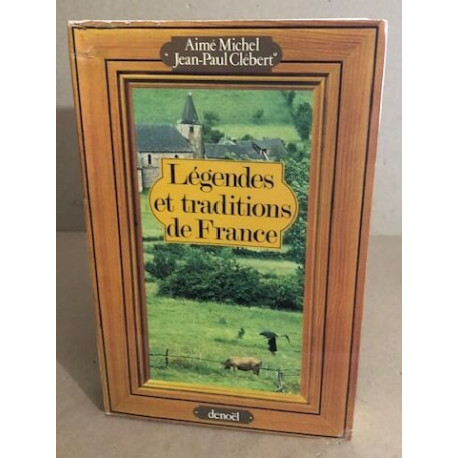 Aimé Michel
Jean-Paul Clébert
Légendes
et traditions
de France
denoël